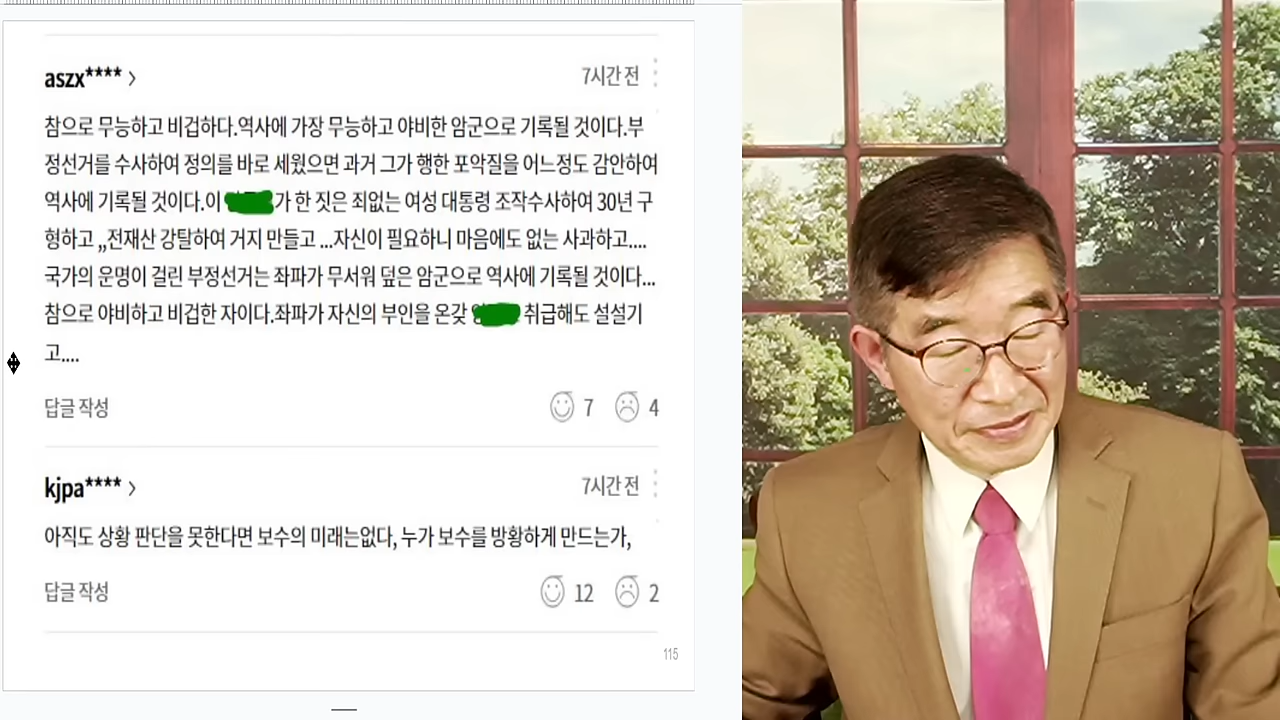 aszx**** >
7시간 전
참으로 무능하고 비겁하다.역사에 가장 무능하고 야비한 암군으로 기록될 것이다.부
정선거를 수사하여 정의를 바로 세웠으면 과거 그가 행한 포악질을 어느정도 감안하여
역사에 기록될 것이다.이 가 한 짓은 죄없는 여성 대통령 조작수사하여 30년 구
형하고 ,,전재산 강탈하여 거지 만들고 ...자신이 필요하니 마음에도 없는 사과하고....
국가의 운명이 걸린 부정선거는 좌파가 무서워 덮은 암군으로 역사에 기록될 것이다...
참으로 야비하고 비겁한 자이다.좌파가 자신의 부인을 온갖 취급해도 설설기
고....
답글 작성
7
4
kjpa**** >
7시간 전
아직도 상황 판단을 못한다면 보수의 미래는없다, 누가 보수를 방황하게 만드는가,
답글 작성
12
2
115